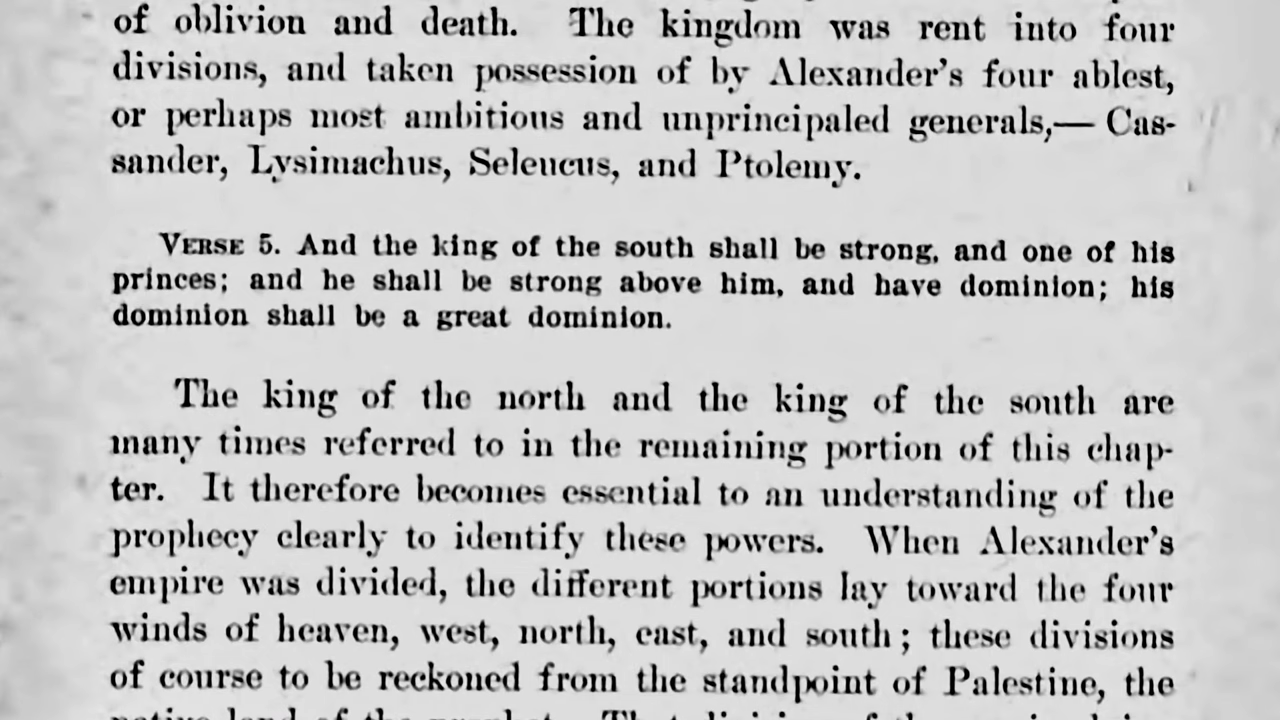 of oblivion and death. The kingdom was rent into four
divisions, and taken possession of by Alexander's four ablest,
or perhaps most ambitious and unprincipaled generals,— Cas-
sander, Lysimachus, Seleucus, and Ptolemy.
VERSE 5. And the king of the south shall be strong, and one of his
princes; and he shall be strong above him, and have dominion; his
dominion shall be a great dominion.
The king of the north and the king of the south are
many times referred to in the remaining portion of this chap-
ter. It therefore becomes essential to an understanding of the
prophecy clearly to identify these powers. When Alexander's
empire was divided, the different portions lay toward the four
winds of heaven, west, north, east, and south; these divisions
of course to be reckoned from the standpoint of Palestine, the